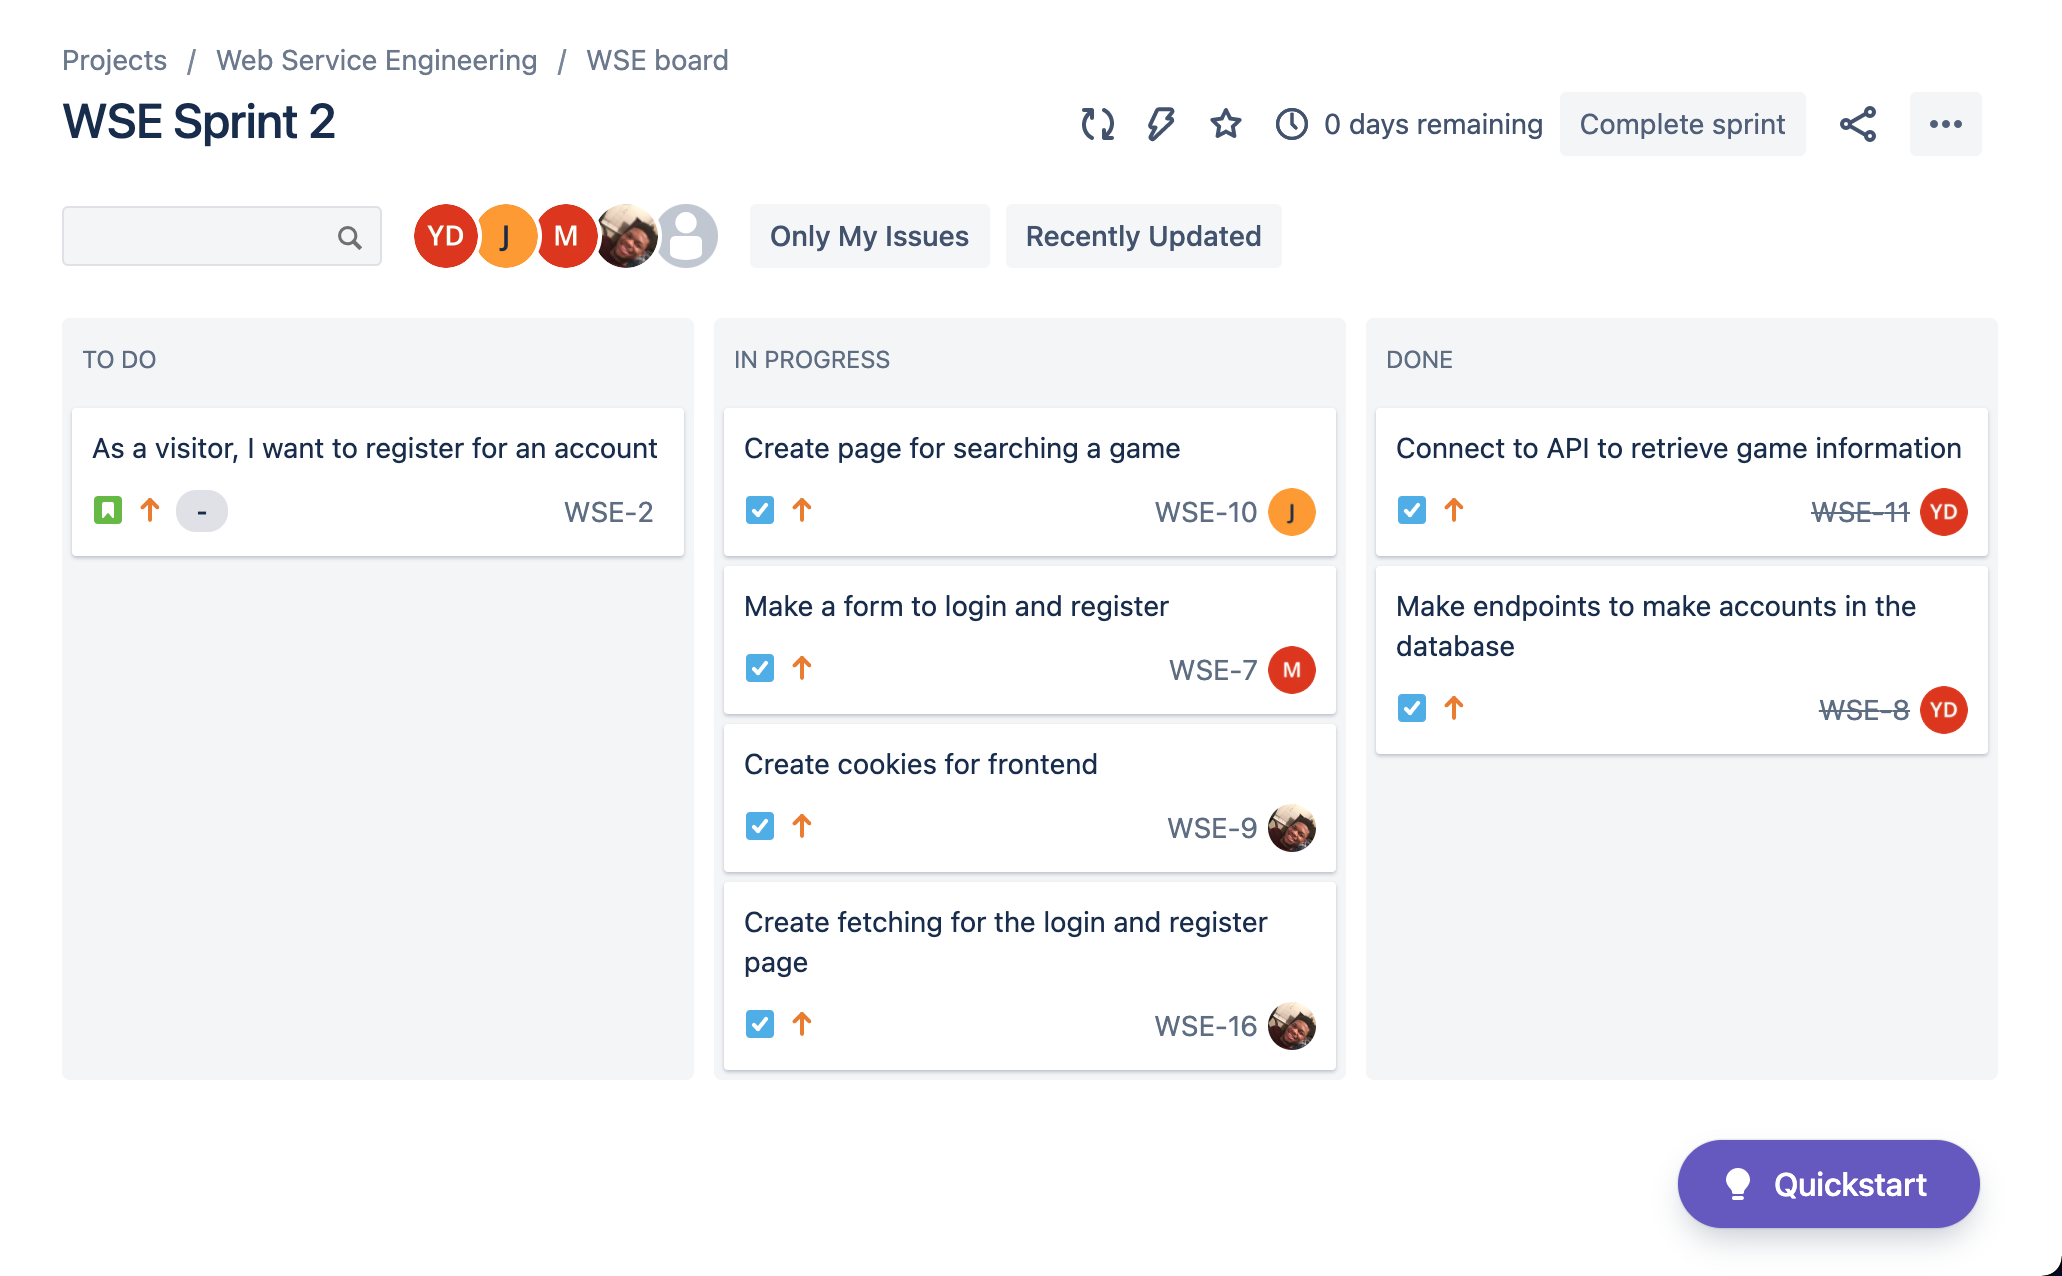 Projects / Web Service Engineering / WSE board
WSE Sprint 2
0 days remaining
Complete sprint
YD J M
Only My Issues
Recently Updated
TO DO
As a visitor, I want to register for an account
- WSE-2
IN PROGRESS
Create page for searching a game
WSE-10 J
Make a form to login and register
WSE-7 M
Create cookies for frontend
WSE-9
Create fetching for the login and register
page
WSE-16
DONE
Connect to API to retrieve game information
WSE-11 YD
Make endpoints to make accounts in the
database
WSE-8 YD
Quickstart